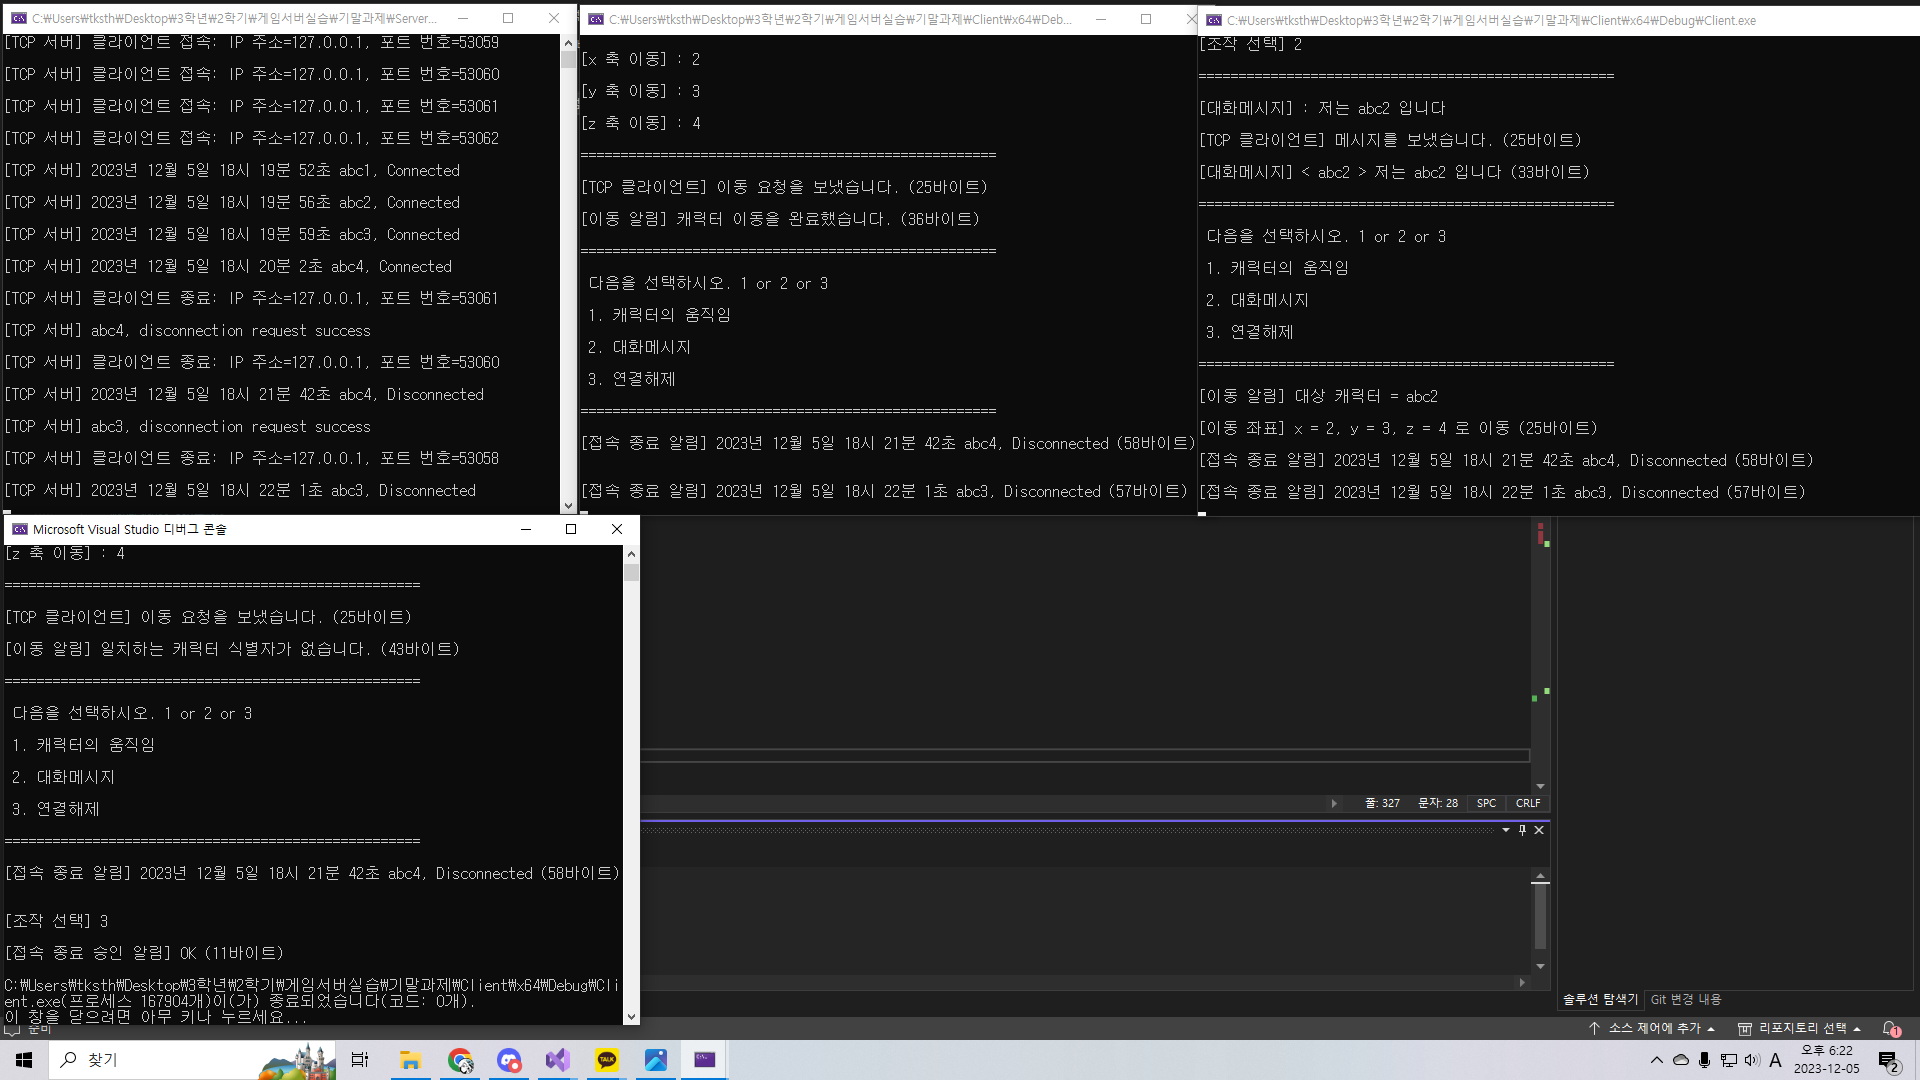 C:\Users\tksth\Desktop\3학년\2학기\게임서버실습\기말과제\Server...
[TCP 서버] 클라이언트 접속: IP 주소=127.0.0.1, 포트 번호=53059
[TCP 서버] 클라이언트 접속: IP 주소=127.0.0.1, 포트 번호=53060
[TCP 서버] 클라이언트 접속: IP 주소=127.0.0.1, 포트 번호=53061
[TCP 서버] 클라이언트 접속: IP 주소=127.0.0.1, 포트 번호=53062
[TCP 서버] 2023년 12월 5일 18시 19분 52초 abc1, Connected
[TCP 서버] 2023년 12월 5일 18시 19분 56초 abc2, Connected
[TCP 서버] 2023년 12월 5일 18시 19분 59초 abc3, Connected
[TCP 서버] 2023년 12월 5일 18시 20분 2초 abc4, Connected
[TCP 서버] 클라이언트 종료: IP 주소=127.0.0.1, 포트 번호=53061
[TCP 서버] abc4, disconnection request success
[TCP 서버] 클라이언트 종료: IP 주소=127.0.0.1, 포트 번호=53060
[TCP 서버] 2023년 12월 5일 18시 21분 42초 abc4, Disconnected
[TCP 서버] abc3, disconnection request success
[TCP 서버] 클라이언트 종료: IP 주소=127.0.0.1, 포트 번호=53058
[TCP 서버] 2023년 12월 5일 18시 22분 1초 abc3, Disconnected
C:\Users\tksth\Desktop\3학년\2학기\게임서버실습\기말과제\Client\x64\Deb...
[x 축 이동] : 2
[y 축 이동] : 3
[z 축 이동] : 4
====================================================
[TCP 클라이언트] 이동 요청을 보냈습니다. (25바이트)
[이동 알림] 캐릭터 이동을 완료했습니다. (36바이트)
====================================================
다음을 선택하시오. 1 or 2 or 3
1. 캐릭터의 움직임
2. 대화메시지
3. 연결해제
====================================================
[접속 종료 알림] 2023년 12월 5일 18시 21분 42초 abc4, Disconnected (58바이트)
[접속 종료 알림] 2023년 12월 5일 18시 22분 1초 abc3, Disconnected (57바이트)
C:\Users\tksth\Desktop\3학년\2학기\게임서버실습\기말과제\Client\x64\Debug\Client.exe
[조작 선택] 2
====================================================
[대화메시지] : 저는 abc2 입니다
[TCP 클라이언트] 메시지를 보냈습니다. (25바이트)
[대화메시지] < abc2 > 저는 abc2 입니다 (33바이트)
====================================================
다음을 선택하시오. 1 or 2 or 3
1. 캐릭터의 움직임
2. 대화메시지
3. 연결해제
====================================================
[이동 알림] 대상 캐릭터 = abc2
[이동 좌표] x = 2, y = 3, z = 4 로 이동 (25바이트)
[접속 종료 알림] 2023년 12월 5일 18시 21분 42초 abc4, Disconnected (58바이트)
[접속 종료 알림] 2023년 12월 5일 18시 22분 1초 abc3, Disconnected (57바이트)
Microsoft Visual Studio 디버그 콘솔
[z 축 이동] : 4
====================================================
[TCP 클라이언트] 이동 요청을 보냈습니다. (25바이트)
[이동 알림] 일치하는 캐릭터 식별자가 없습니다. (43바이트)
====================================================
다음을 선택하시오. 1 or 2 or 3
1. 캐릭터의 움직임
2. 대화메시지
3. 연결해제
====================================================
[접속 종료 알림] 2023년 12월 5일 18시 21분 42초 abc4, Disconnected (58바이트)
[조작 선택] 3
[접속 종료 승인 알림] OK (11바이트)
C:\Users\tksth\Desktop\3학년\2학기\게임서버실습\기말과제\Client\x64\Debug\Cli
ent.exe(프로세스 167904개)이(가) 종료되었습니다(코드: 0개).
이 창을 닫으려면 아무 키나 누르세요...
줄: 327 문자: 28 SPC CRLF
솔루션 탐색기 Git 변경 내용
준비 소스 제어에 추가 리포지토리 선택 1
찾기 TALK A 오후 6:22
2023-12-05 2